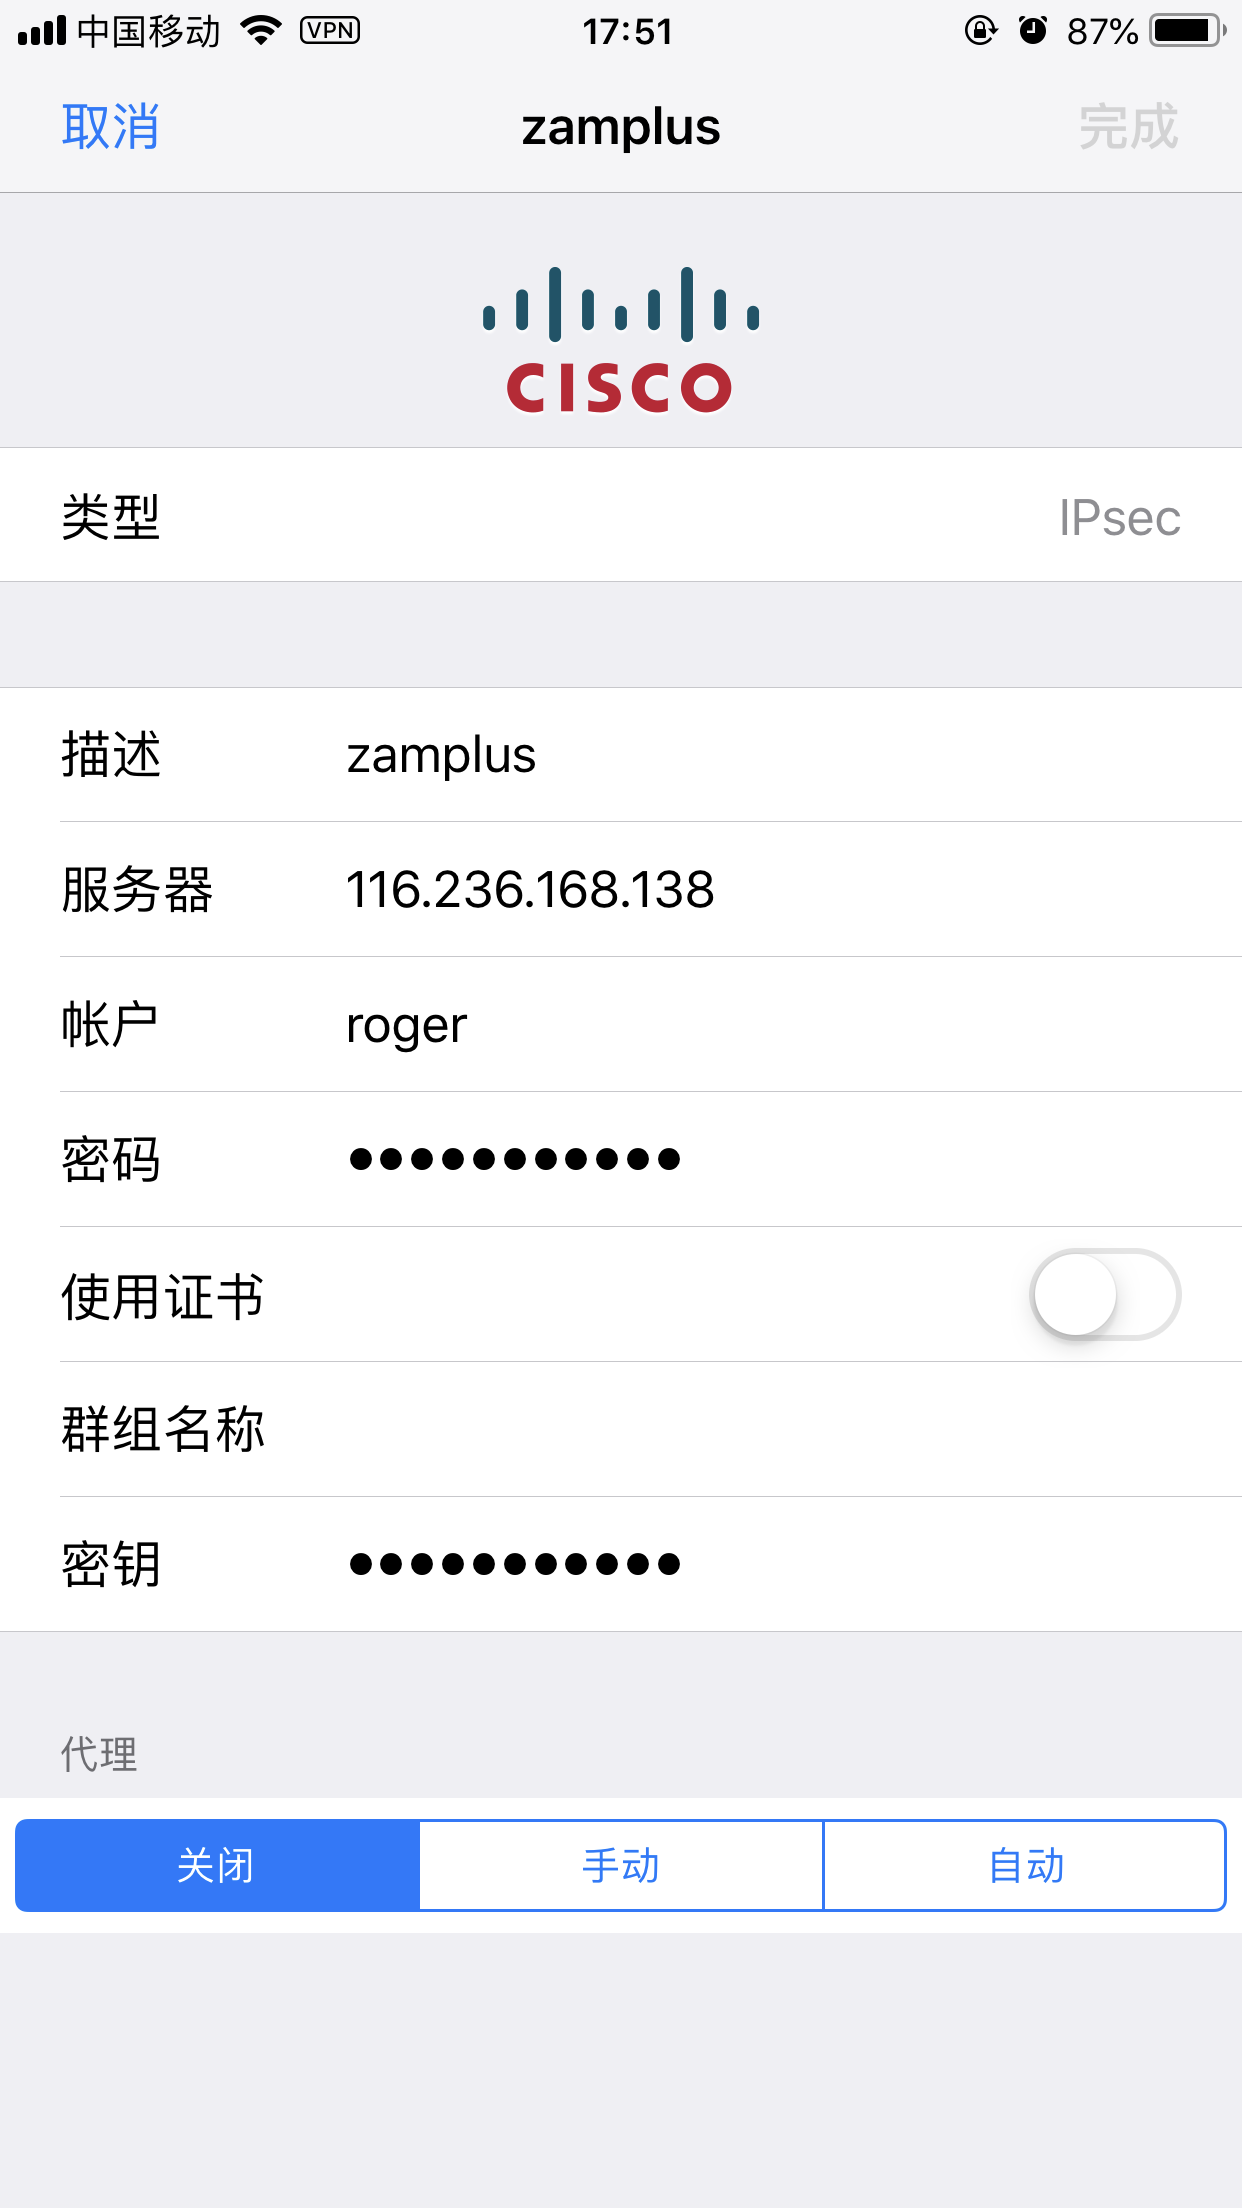 中国移动 VPN 17:51 87%
取消 zamplus 完成
CISCO
类型 IPsec
描述 zamplus
服务器 116.236.168.138
帐户 roger
密码 •••••••••••
使用证书
群组名称
密钥 •••••••••••
代理
关闭 手动 自动